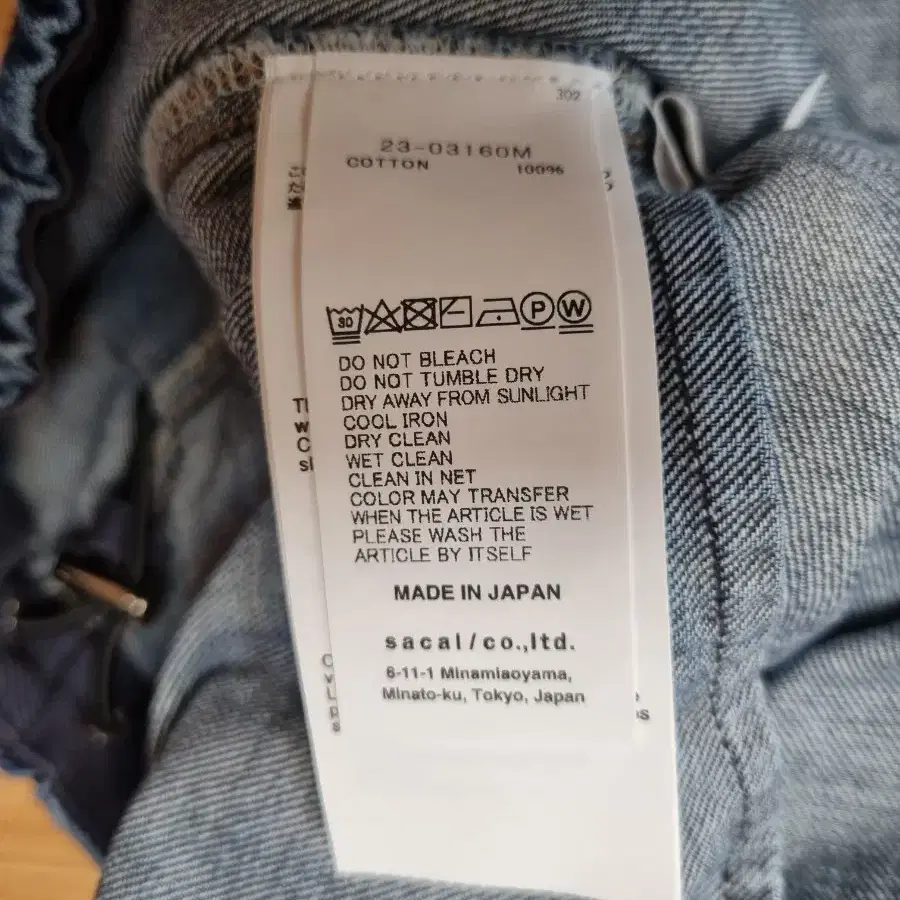 302
23-03160M
COTTON 100%
30
P W
DO NOT BLEACH
DO NOT TUMBLE DRY
DRY AWAY FROM SUNLIGHT
COOL IRON
DRY CLEAN
WET CLEAN
CLEAN IN NET
COLOR MAY TRANSFER
WHEN THE ARTICLE IS WET
PLEASE WASH THE
ARTICLE BY ITSELF
MADE IN JAPAN
sacai/co.,ltd.
6-11-1 Minamiaoyama,
Minato-ku, Tokyo, Japan